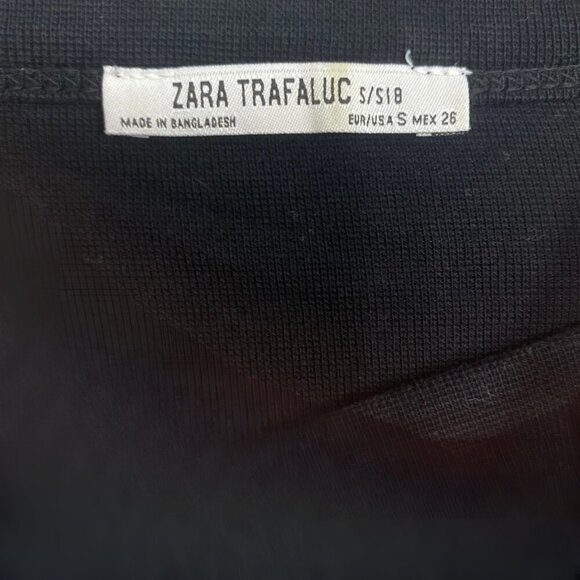 ZARA TRAFALUC S/S18
MADE IN BANGLADESH EUR/USA S MEX 26